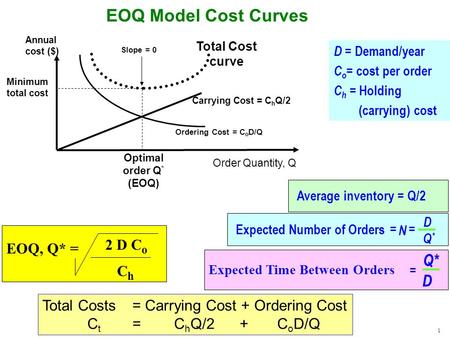 EOQ Model Cost Curves
Annual
cost ($)
Slope = 0
Total Cost
curve
Minimum
total cost
Carrying Cost = ChQ/2
Ordering Cost = CoD/Q
Optimal
order Q*
(EOQ)
Order Quantity, Q
D = Demand/year
Co= cost per order
Ch = Holding
(carrying) cost
Average inventory = Q/2
Expected Number of Orders = N = D
Q*
EOQ, Q* = 2 D Co
Ch
Expected Time Between Orders = Q*
D
Total Costs = Carrying Cost + Ordering Cost
Ct = ChQ/2 + CoD/Q
1